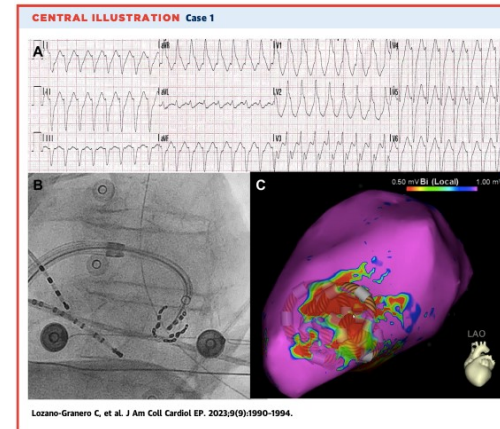 CENTRAL ILLUSTRATION Case 1
A
I
aVR
V1
V4
II
aVL
V2
V5
III
aVF
V3
V6
B
C
0.50 mV Bi (Local) 1.00 mV
LAO
Lozano-Granero C, et al. J Am Coll Cardiol EP. 2023;9(9):1990-1994.